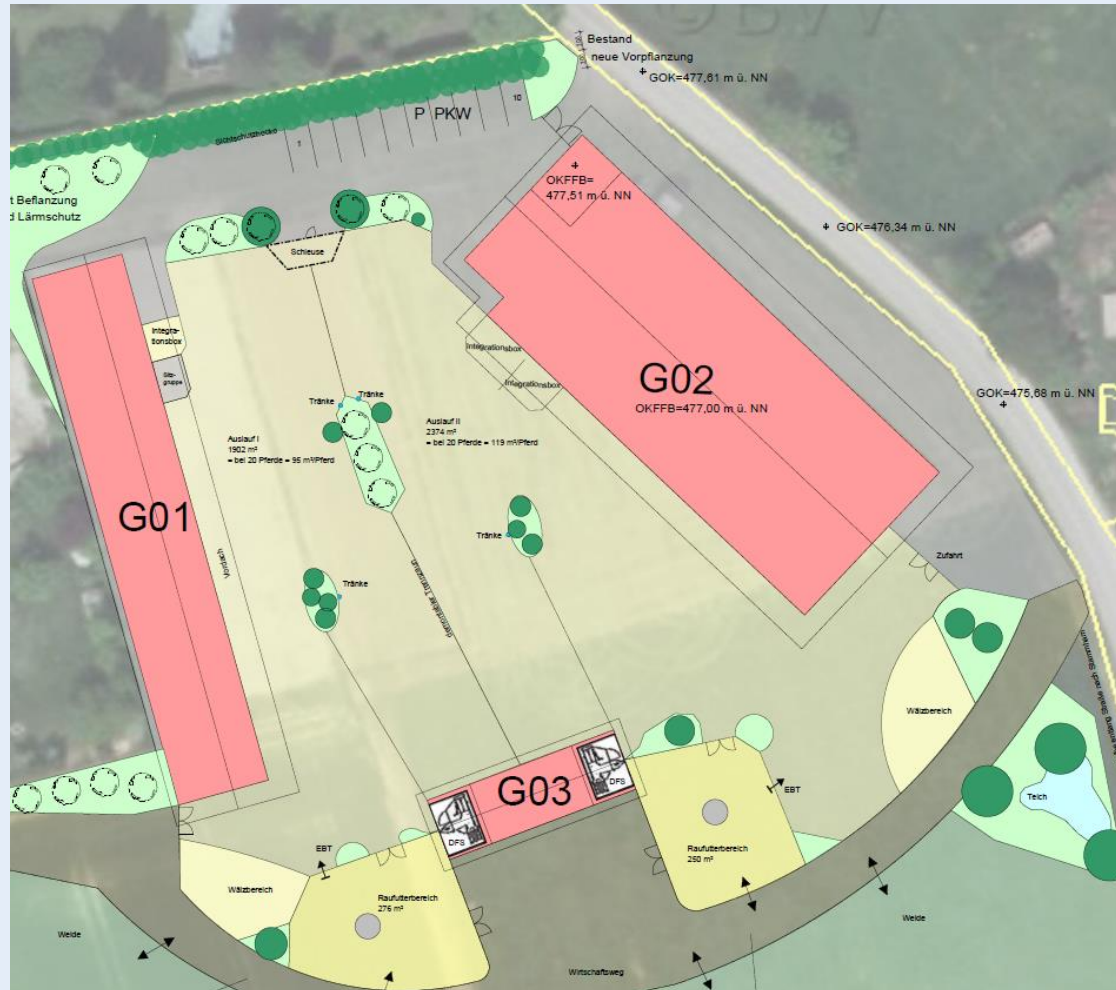 Bestand
neue Vorpflanzung
GOK=477,61 m ü. NN
P PKW
10
1
OKFFB=
477,51 m ü. NN
t Beflanzung
d Lärmschutz
GOK=476,34 m ü. NN
Schleuse
Integra-
tionsbox
Sitz-
gruppe
Integrationsbox
Integrationsbox
G02
OKFFB=477,00 m ü. NN
GOK=475,68 m ü. NN
Tränke
Tränke
Auslauf I
1902 m²
= bei 20 Pferde = 95 m²/Pferd
Auslauf II
2374 m²
= bei 20 Pferde = 119 m²/Pferd
G01
Vordach
Tränke
Tränke
Zufahrt
Wälzbereich
G03
DFS
DFS
EBT
EBT
Teich
Raufutterbereich
250 m²
Wälzbereich
Raufutterbereich
276 m²
Weide
Weide
Wirtschaftsweg